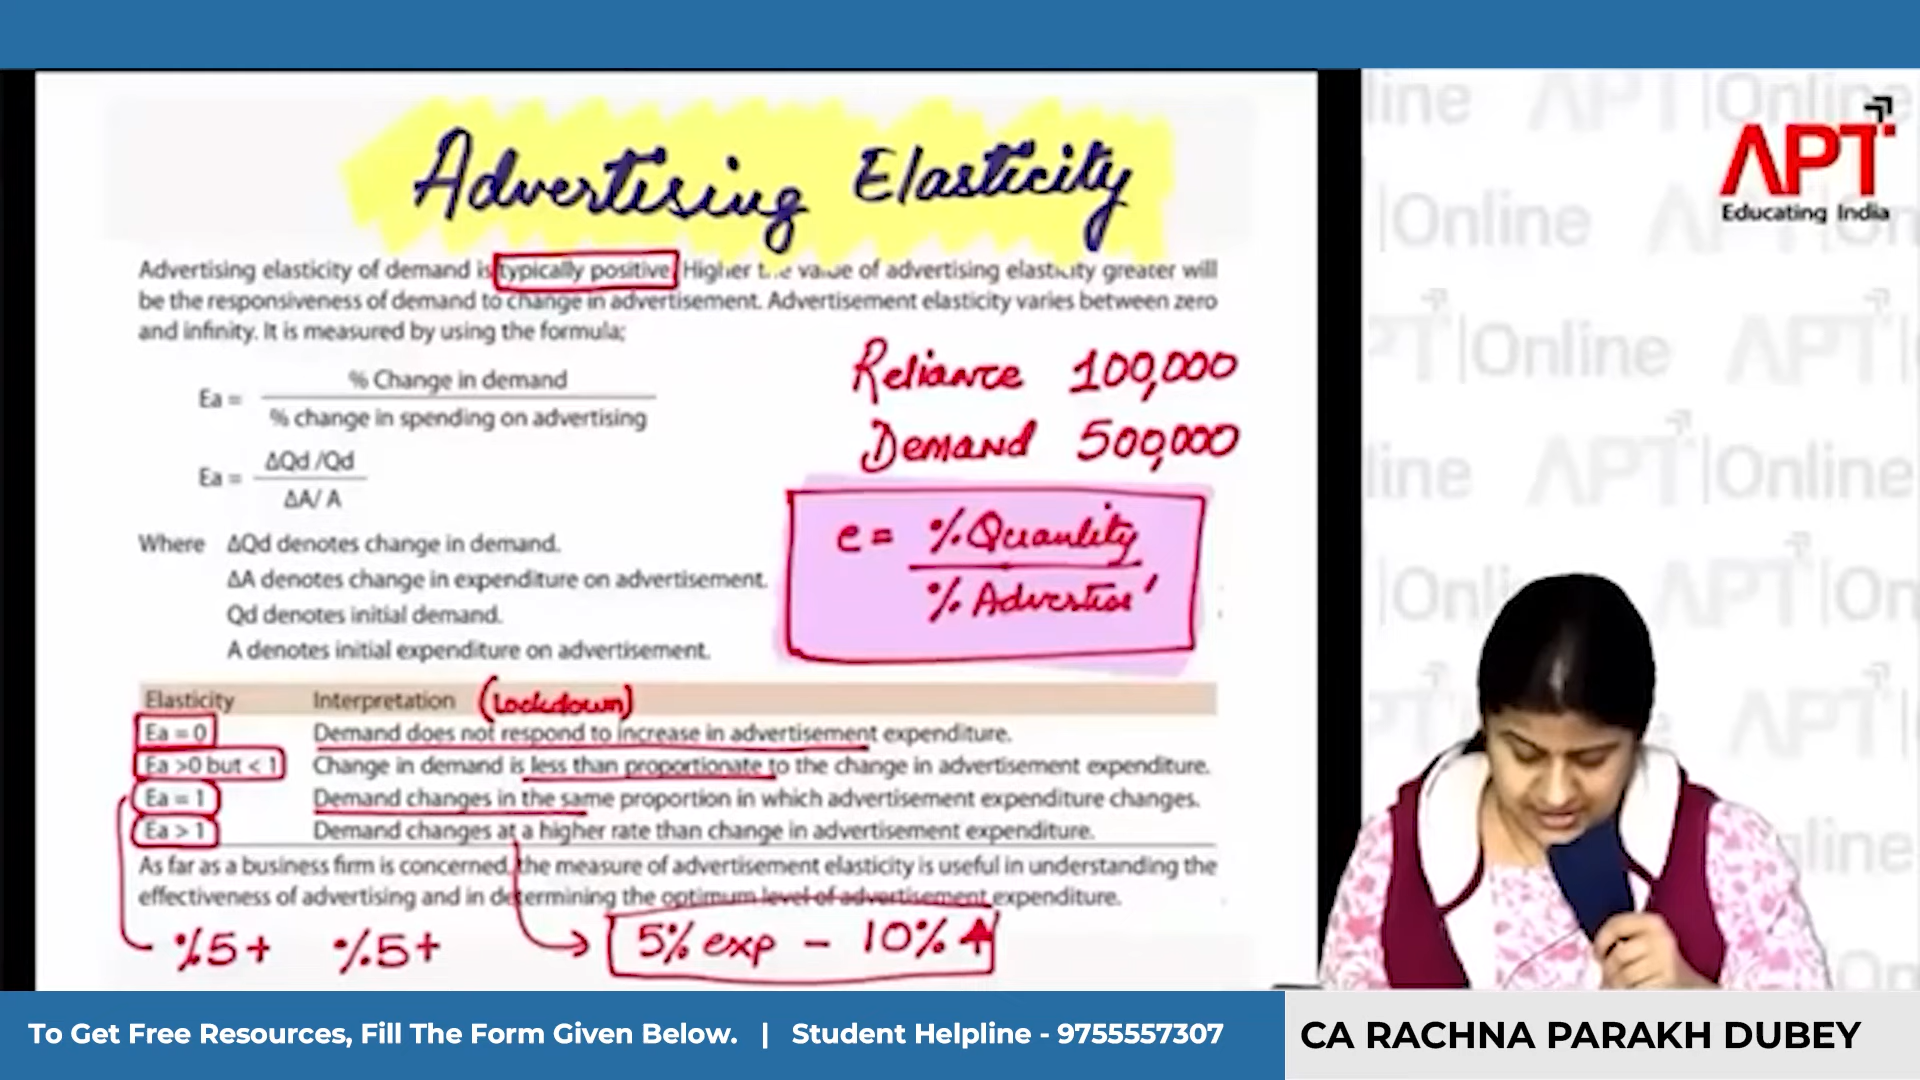 Advertising Elasticity
Advertising elasticity of demand is typically positive. Higher the value of advertising elasticity greater will
be the responsiveness of demand to change in advertisement. Advertisement elasticity varies between zero
and infinity. It is measured by using the formula;
Ea = % Change in demand
% change in spending on advertising
Ea = ΔQd /Qd
ΔA/ A
Where ΔQd denotes change in demand.
ΔA denotes change in expenditure on advertisement.
Qd denotes initial demand.
A denotes initial expenditure on advertisement.
Reliance 100,000
Demand 500,000
e = % Quantity
% Advertise'
Elasticity Interpretation (Lockdown)
Ea = 0 Demand does not respond to increase in advertisement expenditure.
Ea >0 but < 1 Change in demand is less than proportionate to the change in advertisement expenditure.
Ea = 1 Demand changes in the same proportion in which advertisement expenditure changes.
Ea > 1 Demand changes at a higher rate than change in advertisement expenditure.
As far as a business firm is concerned, the measure of advertisement elasticity is useful in understanding the
effectiveness of advertising and in determining the optimum level of advertisement expenditure.
%5+ %5+
5% exp - 10% ↑
APT
Educating India
To Get Free Resources, Fill The Form Given Below. | Student Helpline - 9755557307
CA RACHNA PARAKH DUBEY